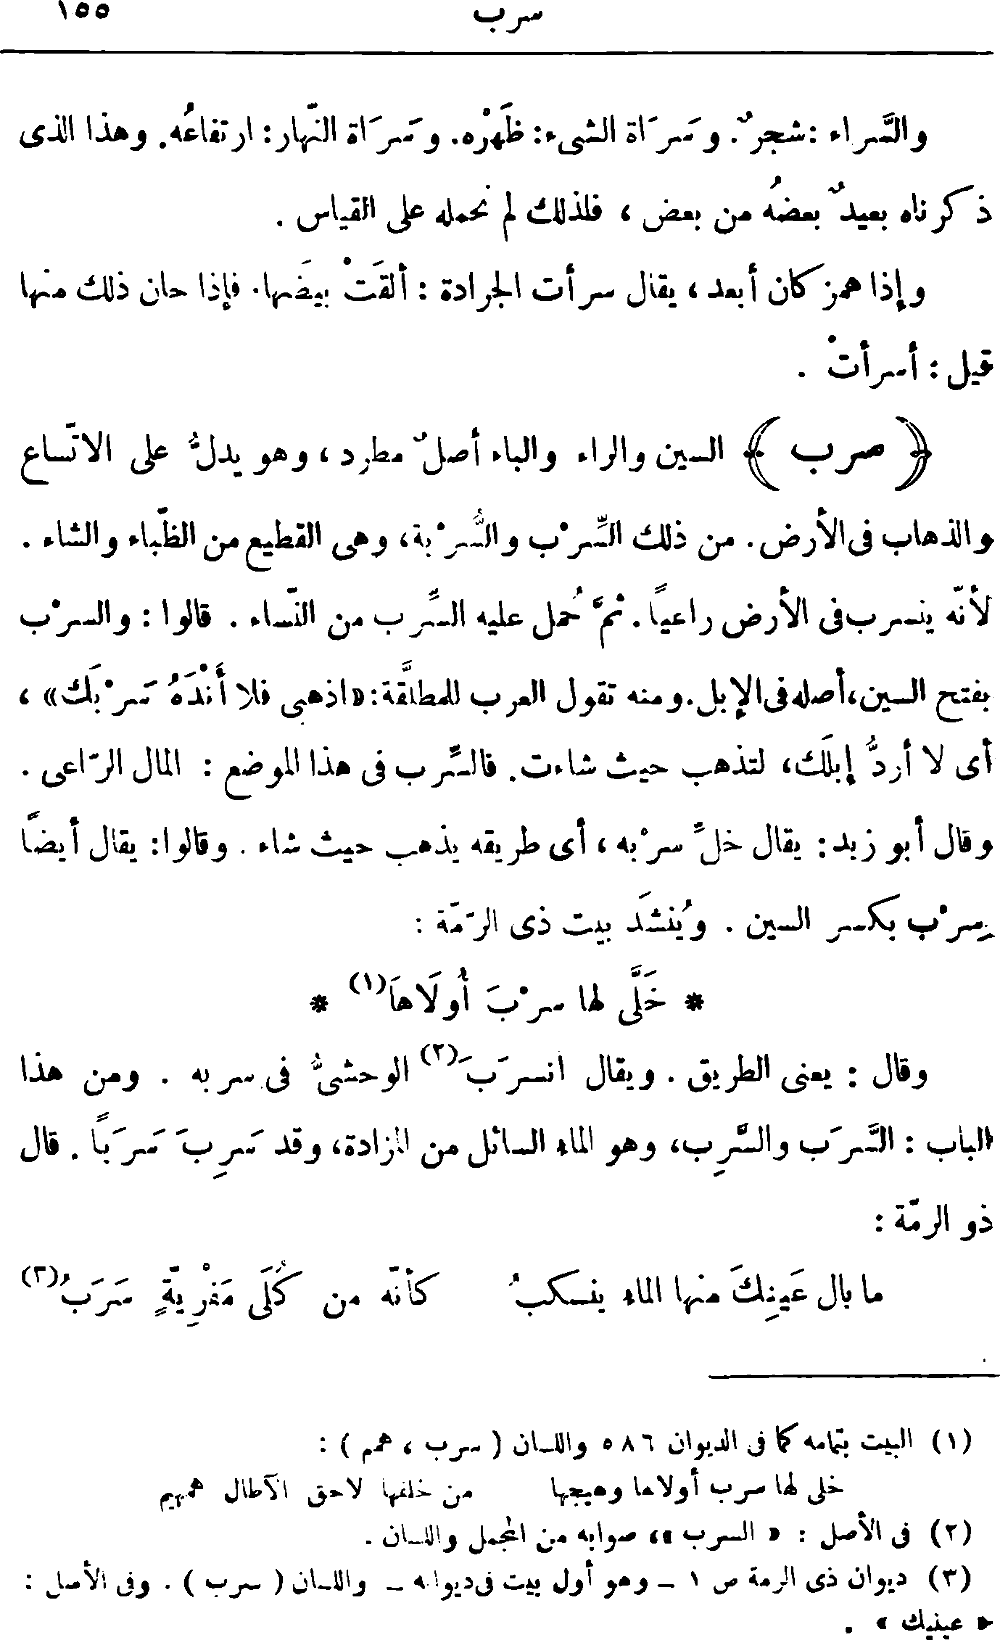 سرب ١٥٥
والسَّراء : شجرٌ. وسَرَاة الشىء: ظَهْره. وسَرَاة النّهار: ارتفاعُه. وهذا الذى
ذكرناه بعيدٌ بعضهُ من بعض ، فلذلك لم نحمله على القياس .
وإذا همز كان أبعد ، يقال سرأت الجرادة : ألقَتْ بيضَها. فإذا حان ذلك منها
قيل : أسرأتْ .
﴿ سرب ﴾ السين والراء والباء أصلٌ مطرد ، وهو يدلُّ على الاتّساع
والذهاب فى الأرض . من ذلك السِّرْب والسُّرْبة، وهى القطيع من الظّباء والشاء .
لأنّه ينسرب فى الأرض راعياً . ثمَّ حُمل عليه السِّرب من النّساء . قالوا : والسرْب
بفتح السين، أصله فى الإبل. ومنه تقول العرب للمطلَّقة: «اذهبى فلا أَنْدَهُ سَرْبَك» ،
أى لا أردُّ إبلَك، لتذهب حيث شاءت. فالسَّرب فى هذا الموضع : المال الرّاعى .
وقال أبو زيد : يقال خلِّ سرْبه ، أى طريقه يذهب حيث شاء . وقالوا: يقال أيضاً
سِرْب بكسر السين . ويُنشَد بيت ذى الرّمّة :
* خَلَّى لها سرْبَ أُولَاهاَ (١) *
وقال : يعنى الطريق . ويقال انسرَبَ (٢) الوحشىُّ فى سربه . ومن هذا
الباب : السَّرَب والسَّرِب، وهو الماء السائل من المزادة، وقد سَرِبَ سَرَباً . قال
ذو الرمّة :
ما بال عَينِكَ منها الماء ينسكبُ كأنّه من كُلَى مَفْرِيّةٍ سَرَبُ (٣)
(١) البيت بتمامه كما فى الديوان ٥٨٦ واللسان ( سرب ، همم ) :
خلى لها سرب أولاها وهيجها من خلفها لاحق الآطال همهيم
(٢) فى الأصل : « السرب »، صوابه من المجمل واللسان .
(٣) ديوان ذى الرمة ص ١ ـ وهو أول بيت فى ديوانه ـ واللسان ( سرب ) . وفى الأصل :
« عينيك » .